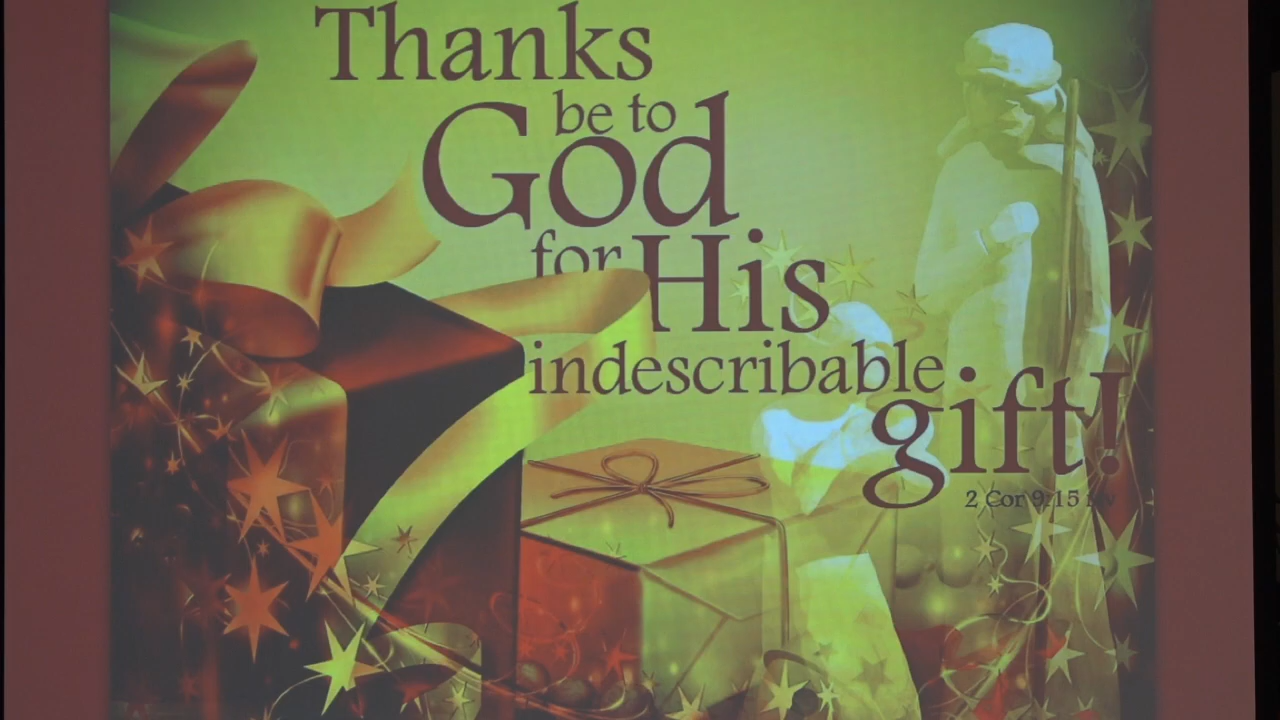 Thanks
be to
God
for His
indescribable
gift!
2 Cor 9:15